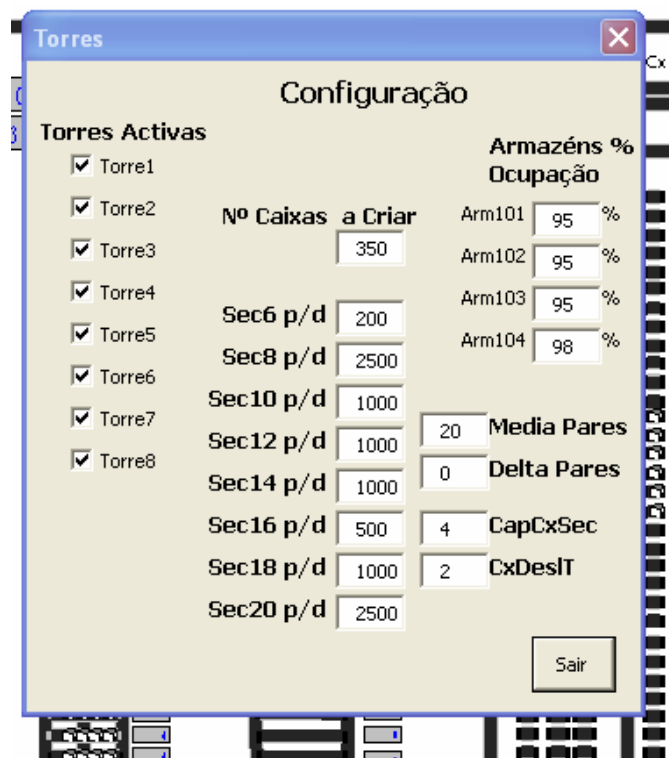 Torres
Cx
Configuração
Torres Activas
Torre1
Torre2
Torre3
Torre4
Torre5
Torre6
Torre7
Torre8
Nº Caixas a Criar
350
Sec6 p/d 200
Sec8 p/d 2500
Sec10 p/d 1000
Sec12 p/d 1000
Sec14 p/d 1000
Sec16 p/d 500
Sec18 p/d 1000
Sec20 p/d 2500
Armazéns %
Ocupação
Arm101 95 %
Arm102 95 %
Arm103 95 %
Arm104 98 %
20 Media Pares
0 Delta Pares
4 CapCxSec
2 CxDeslT
Sair